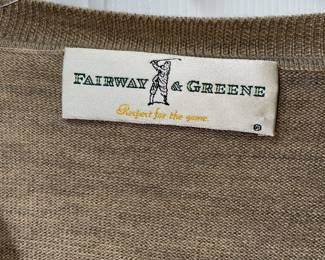 FAIRWAY & GREENE
Respect for the game.